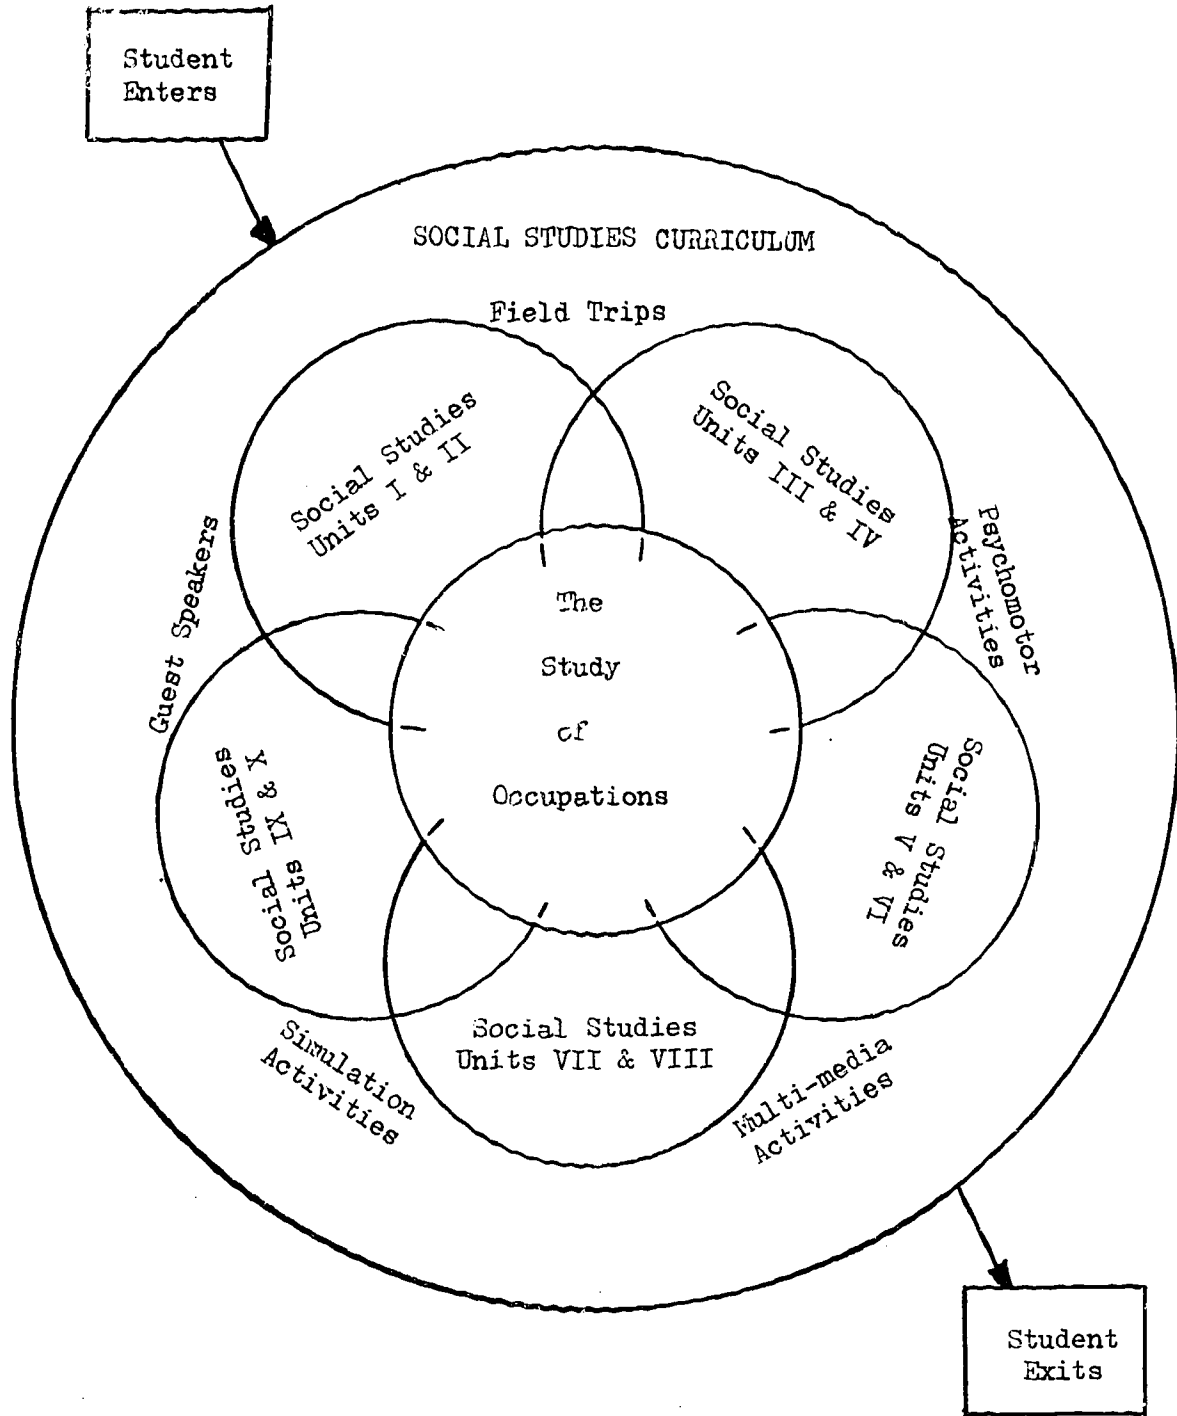 Student
Enters
SOCIAL STUDIES CURRICULUM
Field Trips
Social Studies
Units I & II
Social Studies
Units III & IV
Guest Speakers
Psychomotor
Activities
The
Study
of
Occupations
Social Studies
Units IX & X
Social Studies
Units V & VI
Social Studies
Units VII & VIII
Simulation
Activities
Multi-media
Activities
Student
Exits